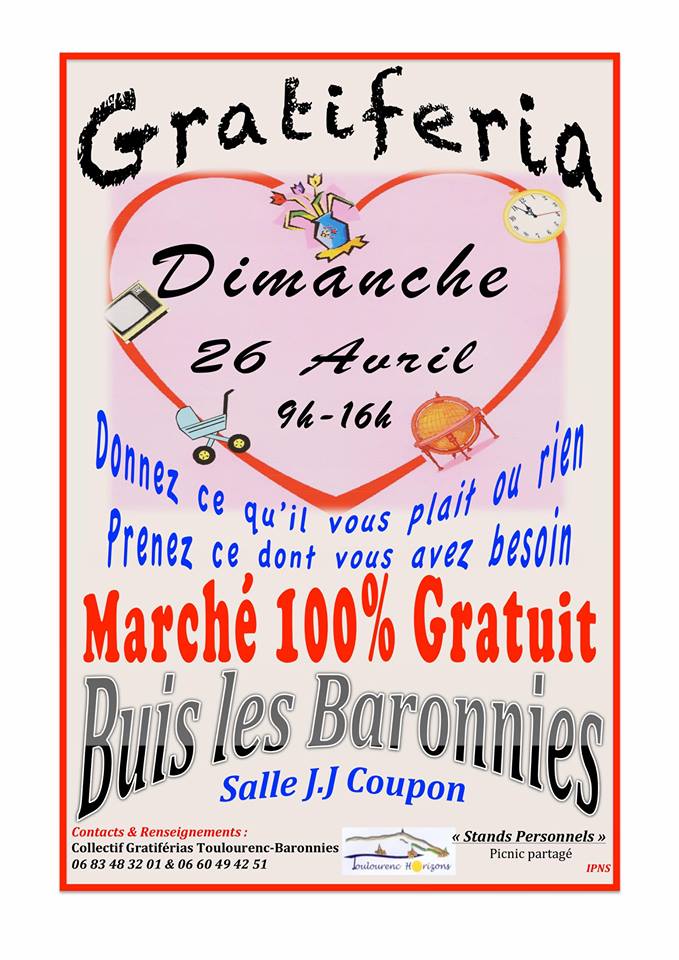 Gratiferia
Dimanche
26 Avril
9h-16h
Donnez ce qu'il vous plait ou rien
Prenez ce dont vous avez besoin
Marché 100% Gratuit
Buis les Baronnies
Salle J.J Coupon
Contacts & Renseignements :
Collectif Gratiférias Toulourenc-Baronnies
06 83 48 32 01 & 06 60 49 42 51
Toulourenc Horizons
« Stands Personnels »
Picnic partagé
IPNS